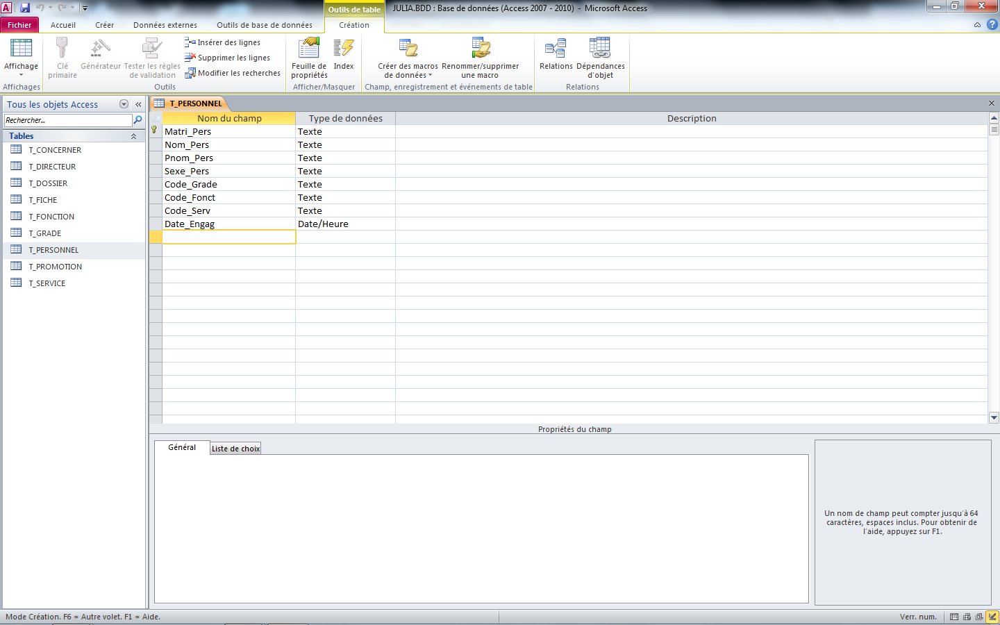 Outils de table
JULIA.BDD : Base de données (Access 2007 - 2010) - Microsoft Access
Fichier Accueil Créer Données externes Outils de base de données Création
Affichage
Clé primaire
Générateur
Tester les règles de validation
Insérer des lignes
Supprimer les lignes
Modifier les recherches
Feuille de propriétés
Index
Créer des macros de données
Renommer/supprimer une macro
Relations
Dépendances d'objet
Affichages Outils Afficher/Masquer Champ, enregistrement et événements de table Relations
Tous les objets Access
Rechercher...
Tables
T_CONCERNER
T_DIRECTEUR
T_DOSSIER
T_FICHE
T_FONCTION
T_GRADE
T_PERSONNEL
T_PROMOTION
T_SERVICE
T_PERSONNEL
Nom du champ Type de données Description
Matri_Pers Texte
Nom_Pers Texte
Pnom_Pers Texte
Sexe_Pers Texte
Code_Grade Texte
Code_Fonct Texte
Code_Serv Texte
Date_Engag Date/Heure
Propriétés du champ
Général Liste de choix
Un nom de champ peut compter jusqu'à 64
caractères, espaces inclus. Pour obtenir de
l'aide, appuyez sur F1.
Mode Création. F6 = Autre volet. F1 = Aide.
Verr. num.